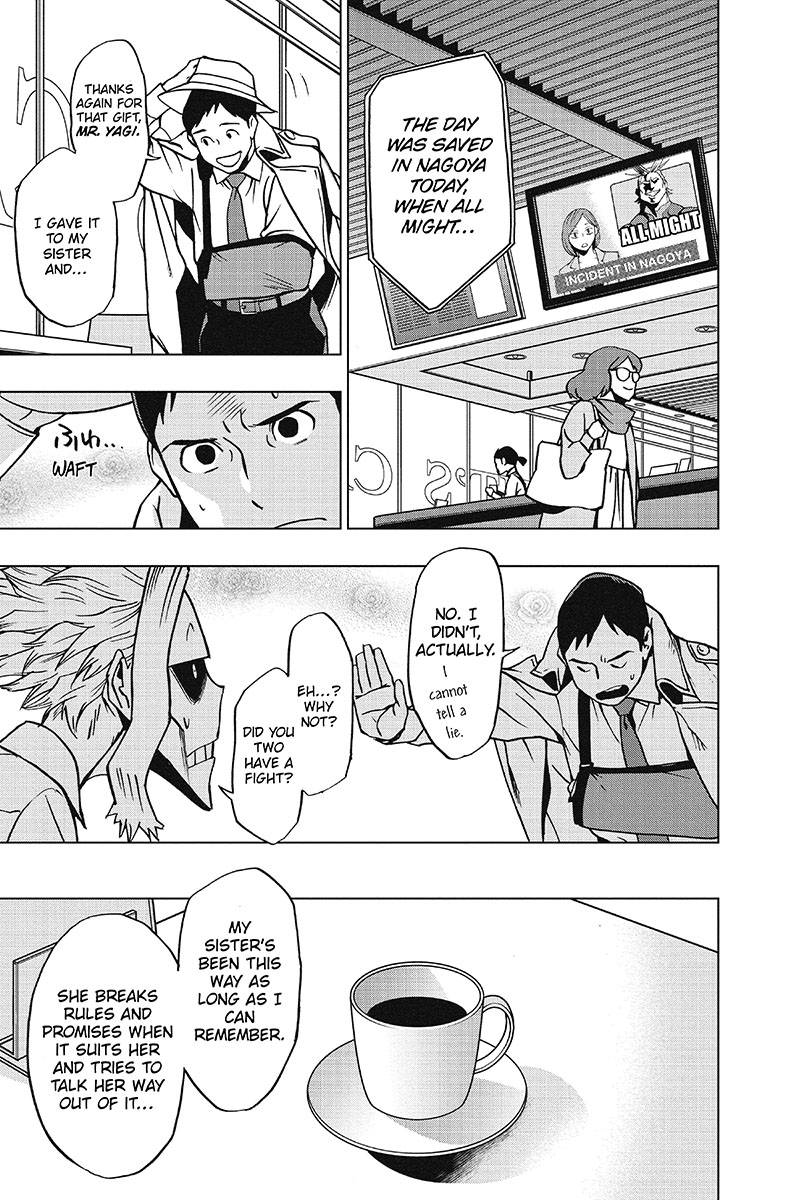 THE DAY
WAS SAVED
IN NAGOYA
TODAY,
WHEN ALL
MIGHT...
ALL MIGHT
INCIDENT IN NAGOYA
'S C
THANKS
AGAIN FOR
THAT GIFT,
MR. YAGI.
I GAVE IT
TO MY
SISTER
AND...
ふわ...
WAFT
NO. I
DIDN'T,
ACTUALLY.
I
cannot
tell a
lie.
EH...?
WHY
NOT?
DID YOU
TWO
HAVE A
FIGHT?
MY
SISTER'S
BEEN THIS
WAY AS
LONG AS I
CAN
REMEMBER.
SHE BREAKS
RULES AND
PROMISES WHEN
IT SUITS HER
AND TRIES TO
TALK HER WAY
OUT OF IT...